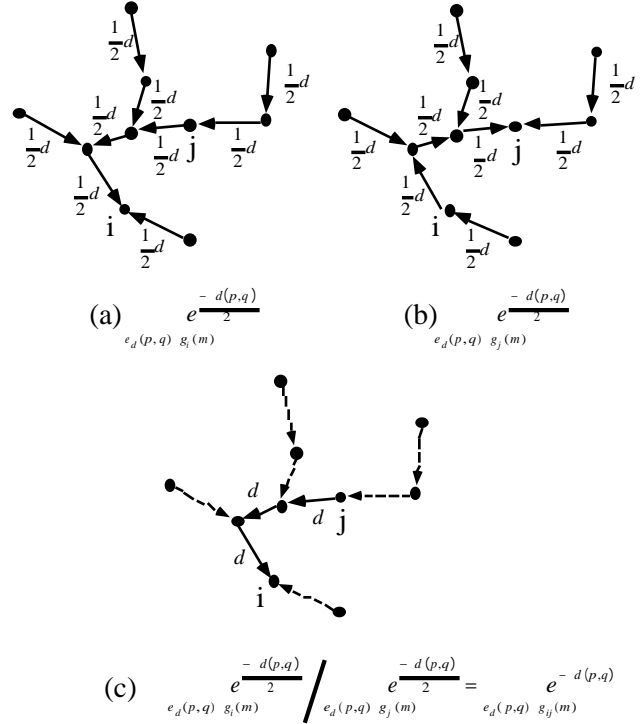 1/2 d 1/2 d
1/2 d 1/2 d
1/2 d 1/2 d 1/2 d 1/2 d
1/2 d 1/2 d j 1/2 d 1/2 d 1/2 d j 1/2 d
1/2 d 1/2 d
i i
1/2 d 1/2 d
(a) e^{- d(p,q)/2} (b) e^{- d(p,q)/2}
e_d(p,q) g_i(m) e_d(p,q) g_j(m)
d
d j
d
i
(c) e^{- d(p,q)/2} / e^{- d(p,q)/2} = e^{- d(p,q)}
e_d(p,q) g_i(m) e_d(p,q) g_j(m) e_d(p,q) g_{ij}(m)